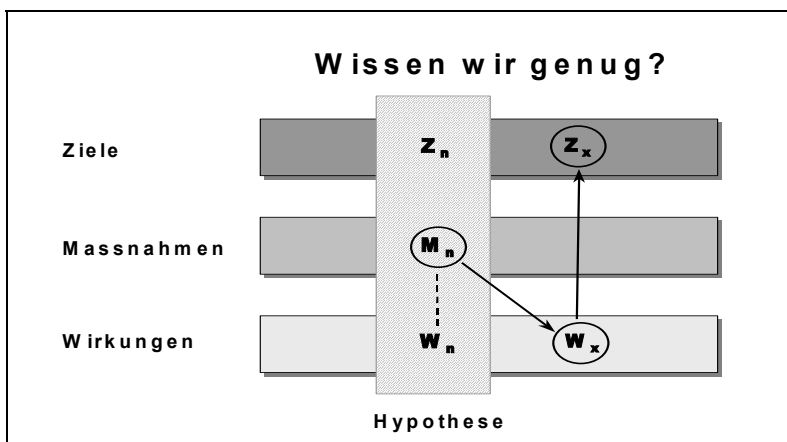 Wissen wir genug?
Ziele Zn Zx
Massnahmen Mn
Wirkungen Wn Wx
Hypothese